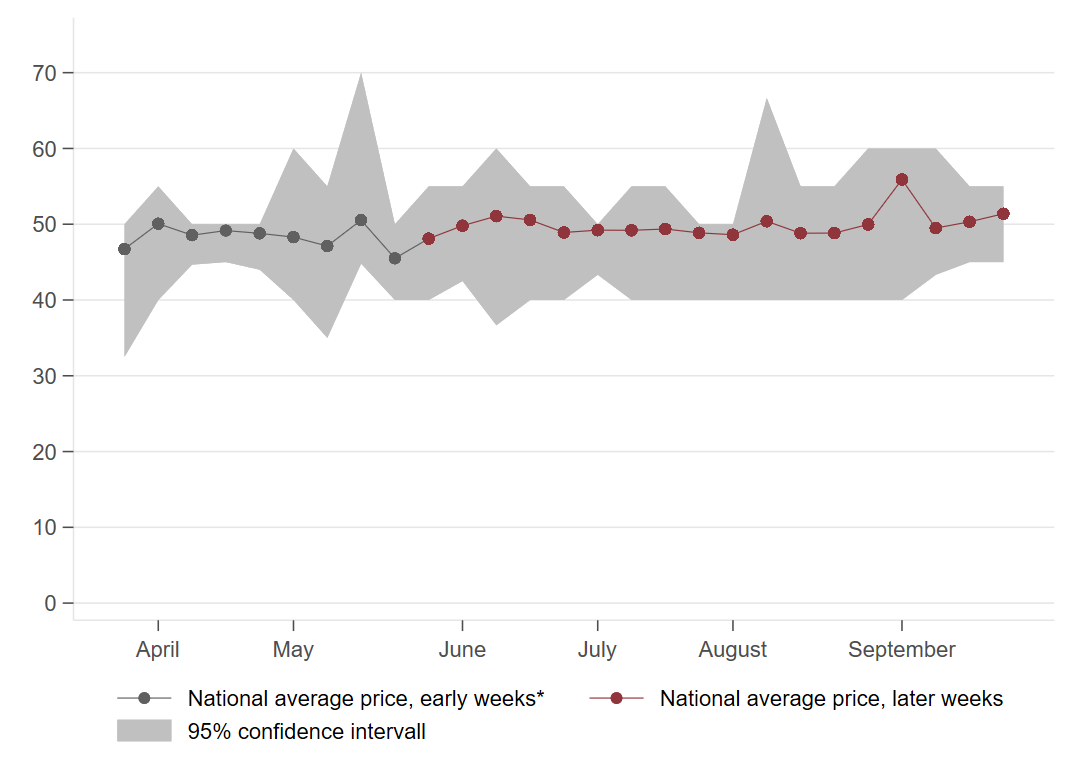 70
60
50
40
30
20
10
0
April May June July August September
National average price, early weeks* National average price, later weeks
95% confidence intervall